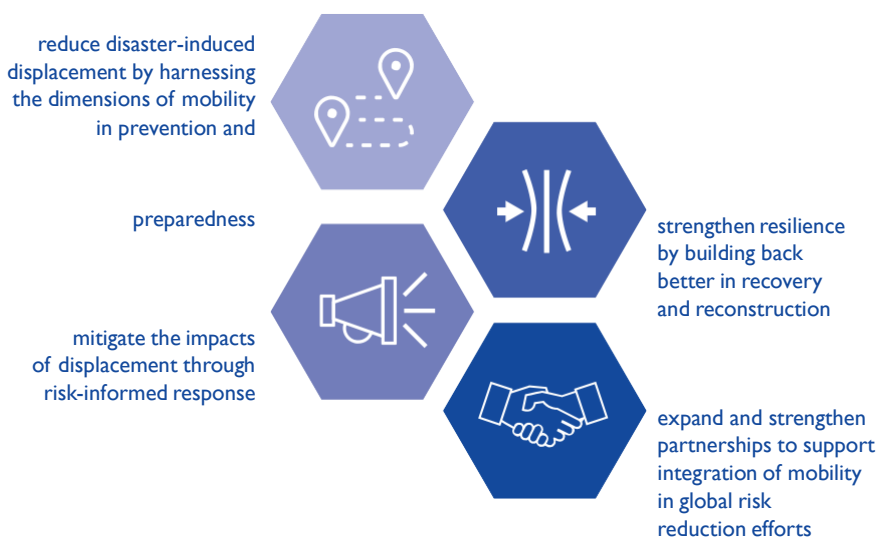 reduce disaster-induced
displacement by harnessing
the dimensions of mobility
in prevention and
preparedness
mitigate the impacts
of displacement through
risk-informed response
strengthen resilience
by building back
better in recovery
and reconstruction
expand and strengthen
partnerships to support
integration of mobility
in global risk
reduction efforts